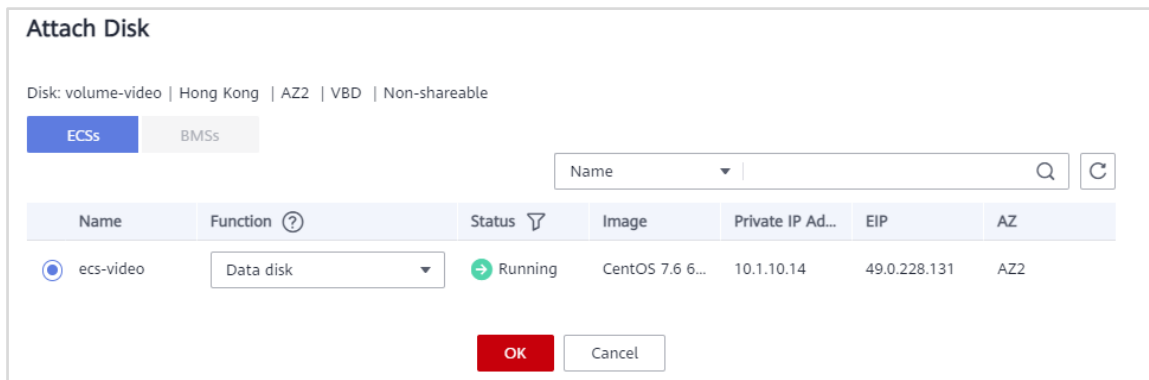 Attach Disk
Disk: volume-video | Hong Kong | AZ2 | VBD | Non-shareable
ECSs BMSs
Name
Name Function ? Status Image Private IP Ad... EIP AZ
ecs-video Data disk Running CentOS 7.6 6... 10.1.10.14 49.0.228.131 AZ2
OK Cancel